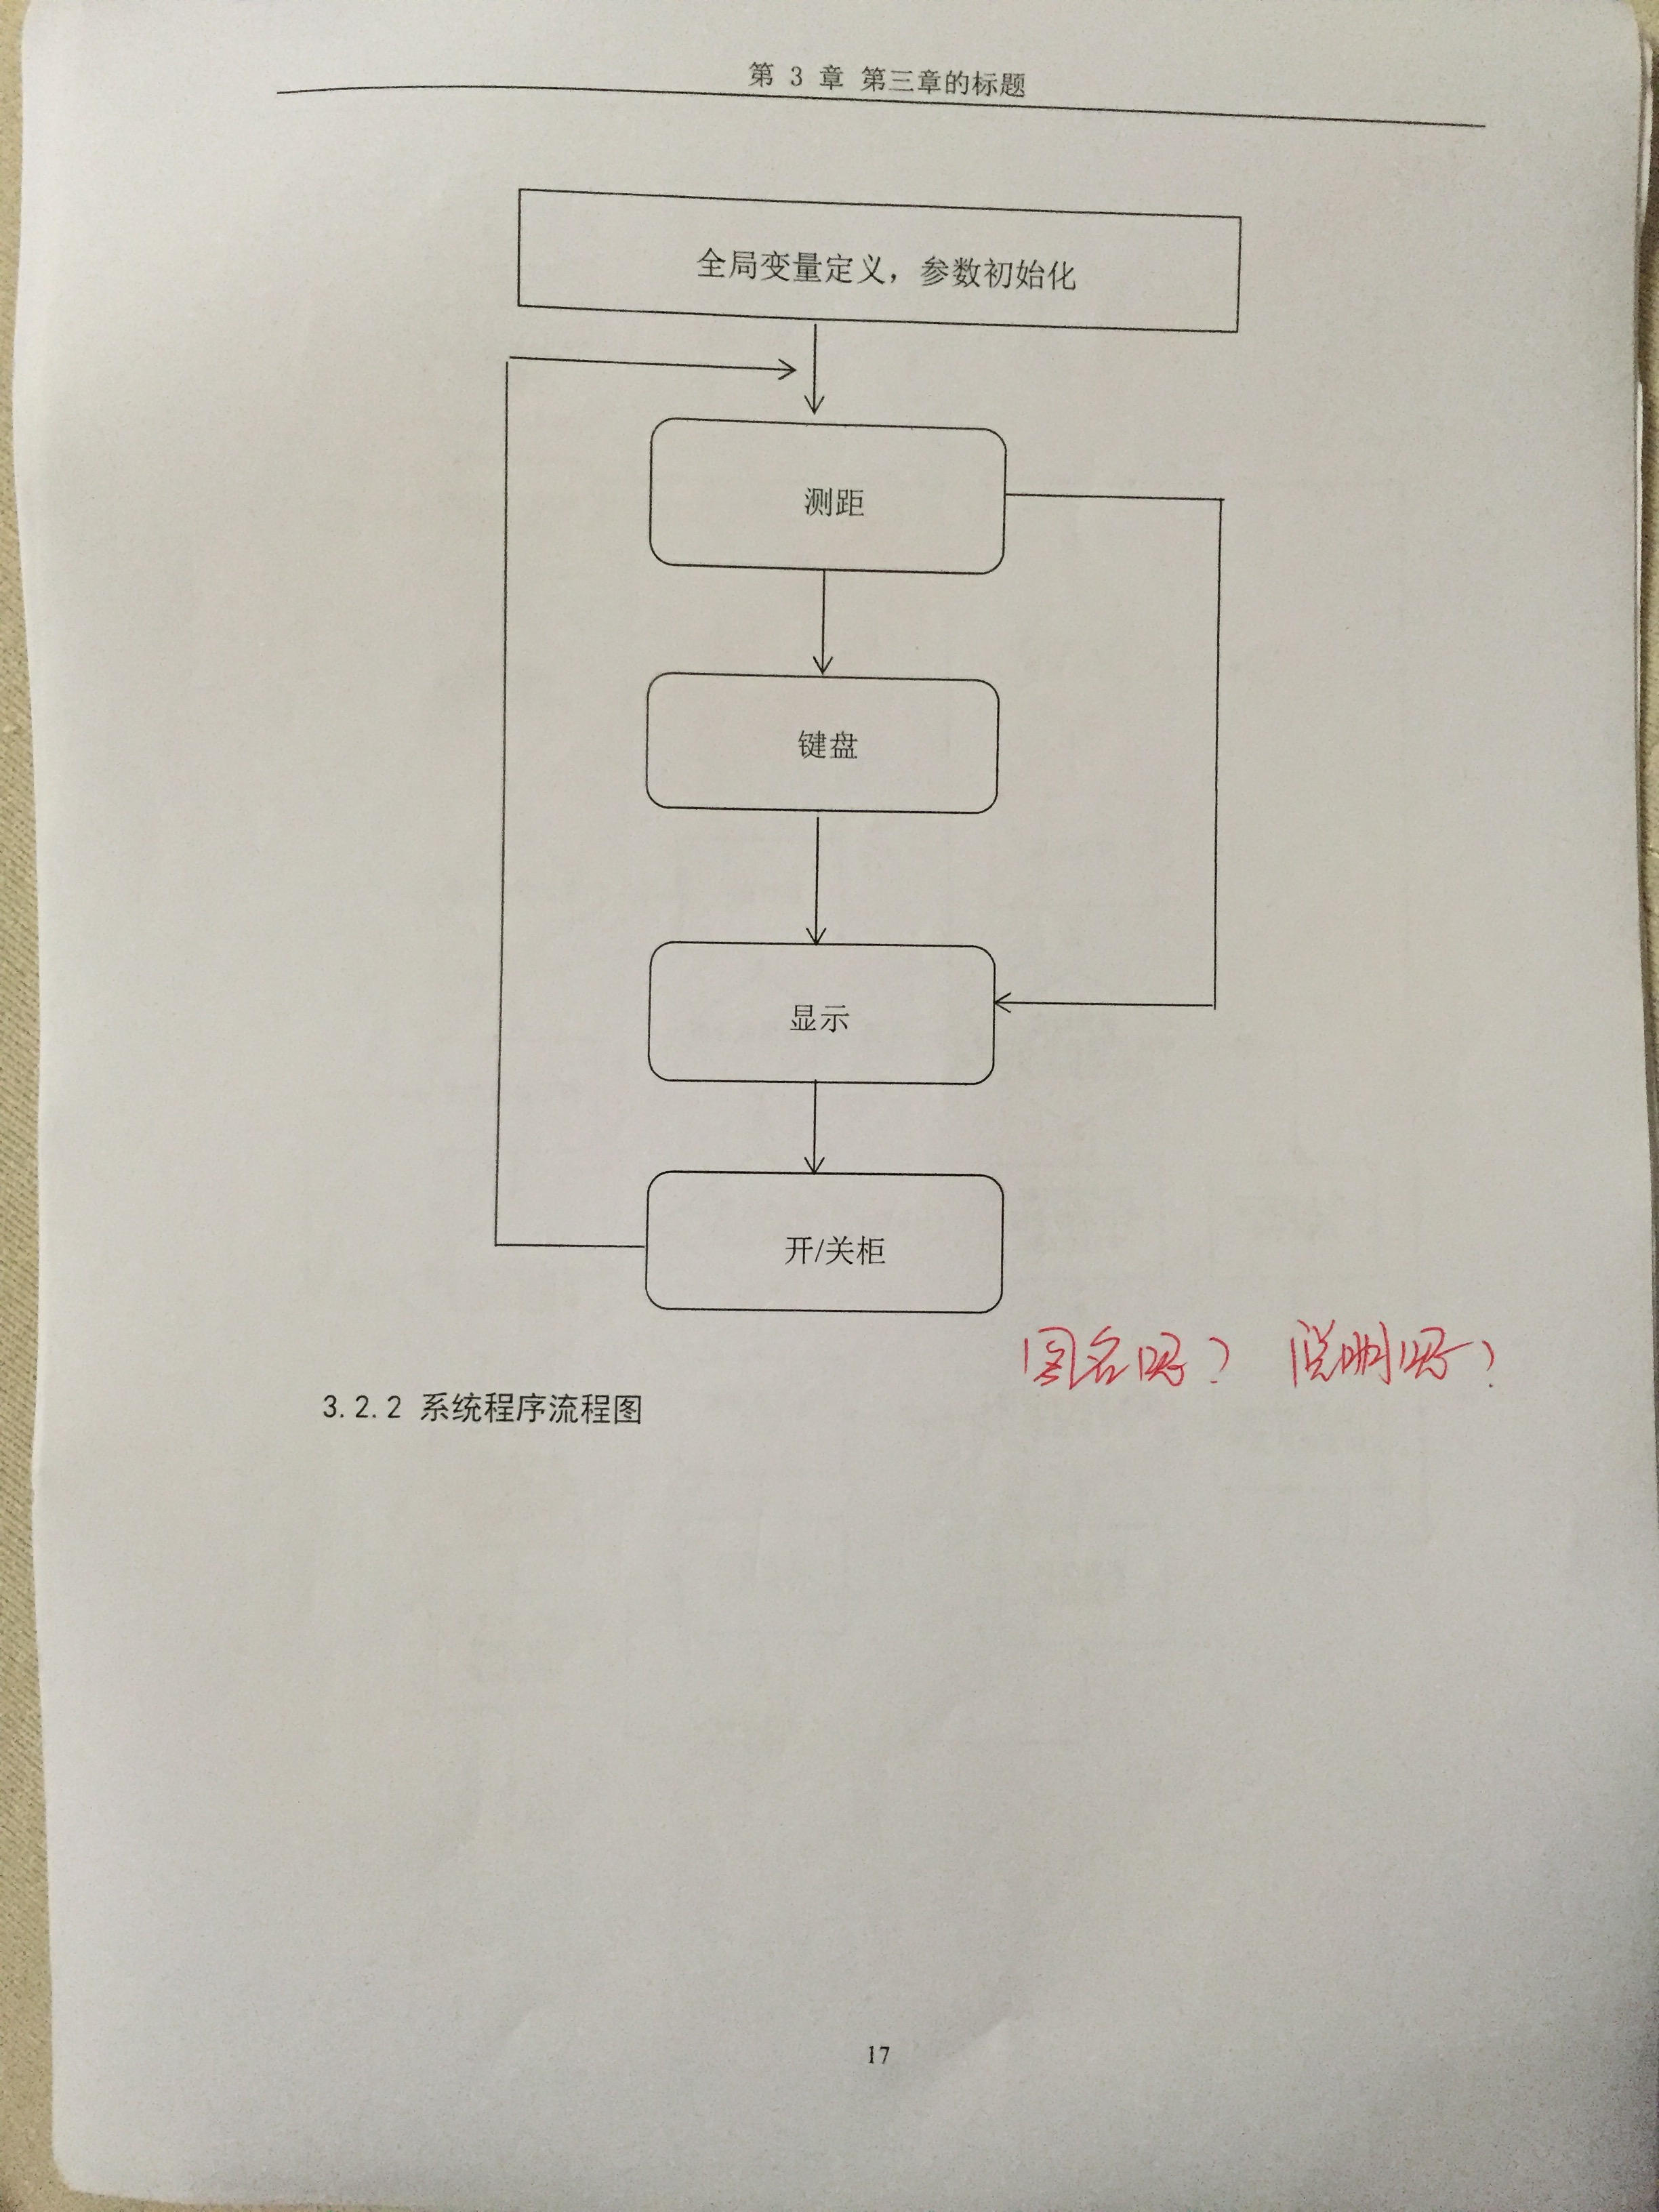 第 3 章 第三章的标题
全局变量定义，参数初始化
测距
键盘
显示
开/关柜
图名呢? 说明呢?
3.2.2 系统程序流程图
17